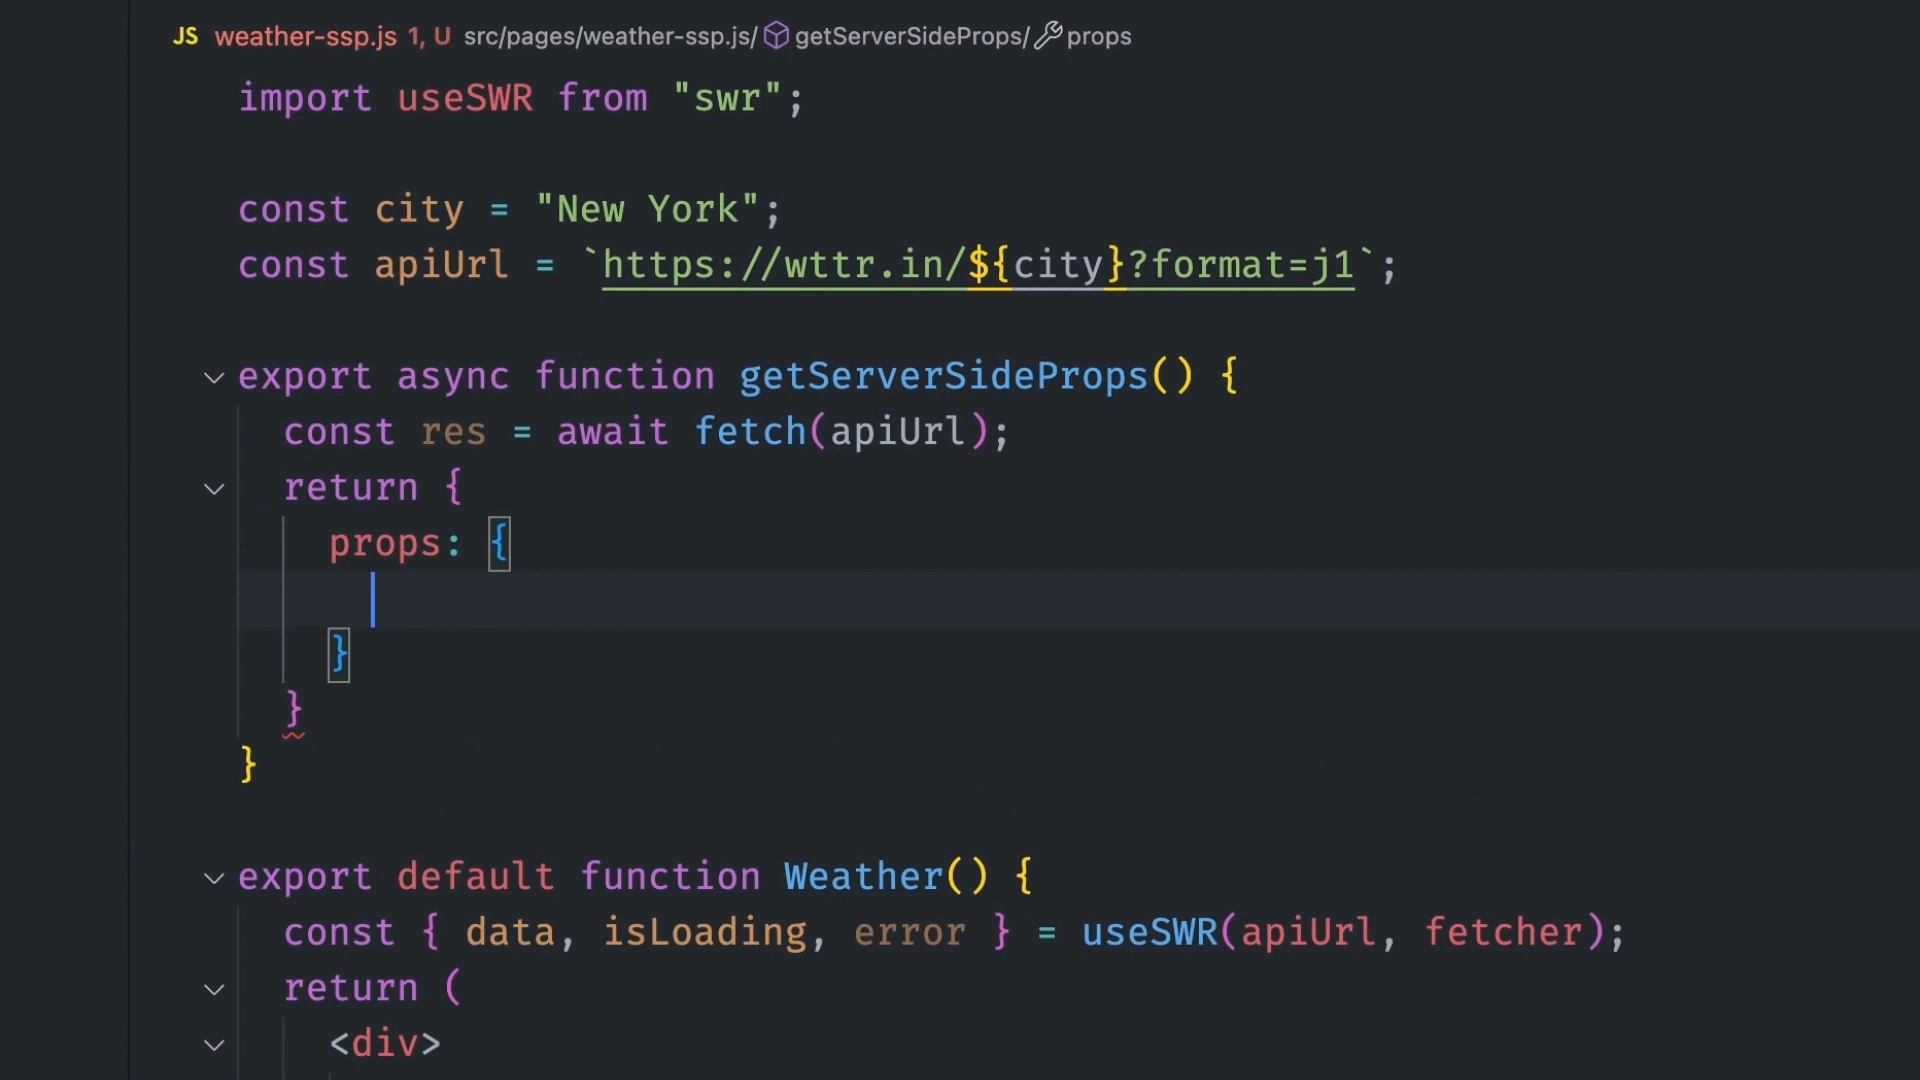 JS weather-ssp.js 1, U src/pages/weather-ssp.js/ getServerSideProps/ props
import useSWR from "swr";
const city = "New York";
const apiUrl = `https://wttr.in/${city}?format=j1`;
export async function getServerSideProps() {
const res = await fetch(apiUrl);
return {
props: {
}
}
}
export default function Weather() {
const { data, isLoading, error } = useSWR(apiUrl, fetcher);
return (
<div>